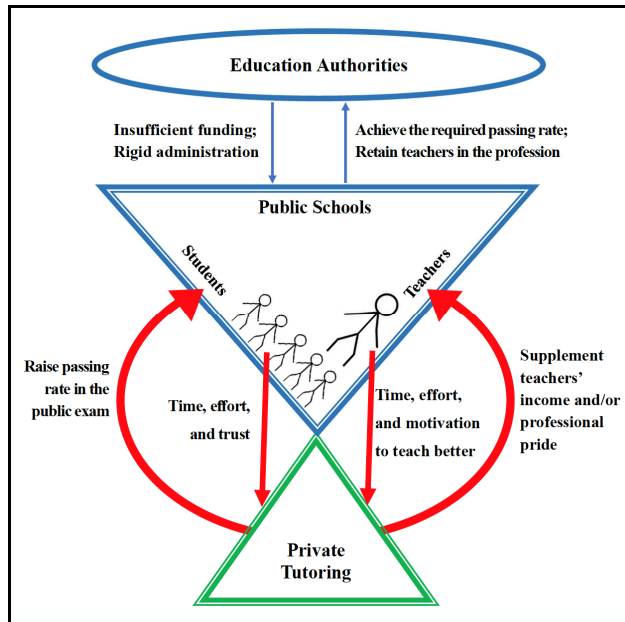 Education Authorities
Insufficient funding;
Rigid administration
Achieve the required passing rate;
Retain teachers in the profession
Public Schools
Students
Teachers
Raise passing
rate in the
public exam
Time, effort,
and trust
Time, effort,
and motivation
to teach better
Supplement
teachers’
income and/or
professional
pride
Private
Tutoring